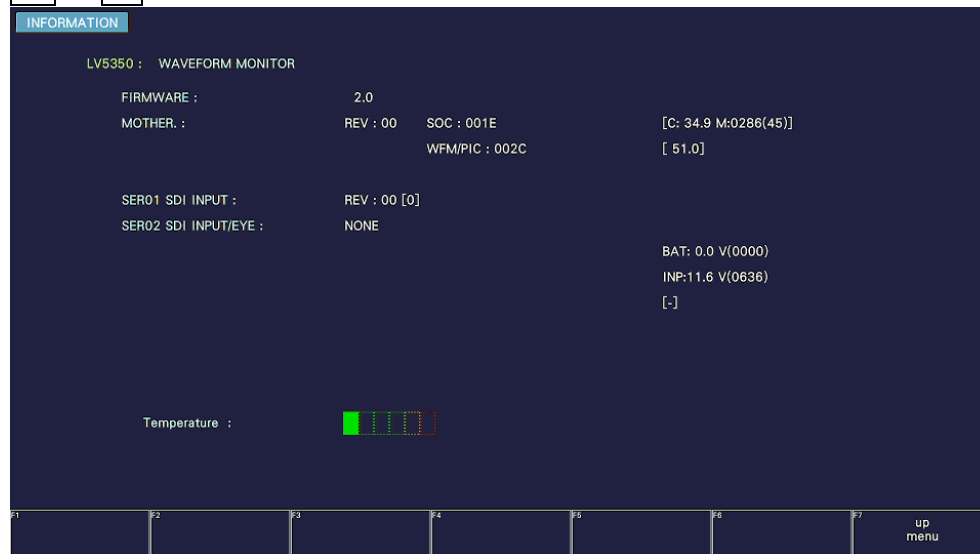 INFORMATION
LV5350 : WAVEFORM MONITOR
FIRMWARE : 2.0
MOTHER. : REV : 00 SOC : 001E [C: 34.9 M:0286(45)]
WFM/PIC : 002C [ 51.0]
SER01 SDI INPUT : REV : 00 [0]
SER02 SDI INPUT/EYE : NONE
BAT: 0.0 V(0000)
INP:11.6 V(0636)
[-]
Temperature :
F1 F2 F3 F4 F5 F6 F7
up
menu